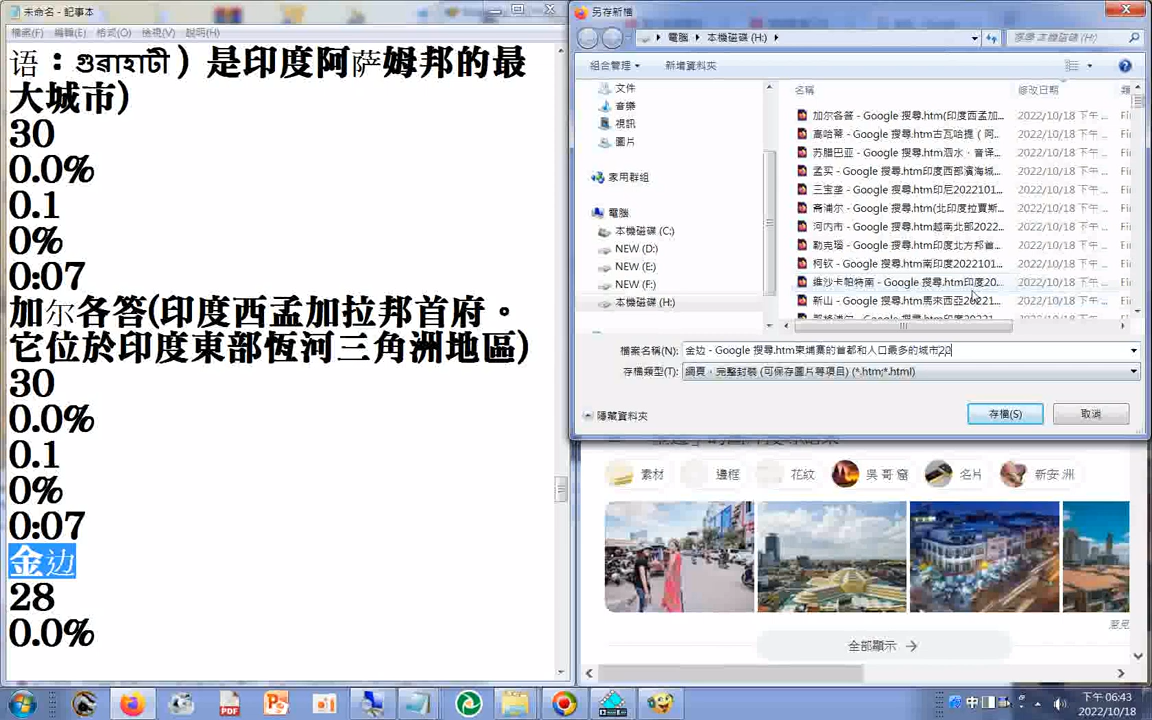 未命名 - 記事本
檔案(F) 編輯(E) 格式(O) 檢視(V) 說明(H)
语：গুৱাহাটী）是印度阿萨姆邦的最
大城市)
30
0.0%
0.1
0%
0:07
加尔各答(印度西孟加拉邦首府。
它位於印度東部恆河三角洲地區)
30
0.0%
0.1
0%
0:07
金边
28
0.0%
另存新檔
電腦 本機磁碟 (H:)
搜尋 本機磁碟 (H:)
組合管理 新增資料夾
文件
音樂
視訊
圖片
家用群組
電腦
本機磁碟 (C:)
NEW (D:)
NEW (E:)
NEW (F:)
本機磁碟 (H:)
名稱 修改日期
加尔各答 - Google 搜尋.htm(印度西孟加... 2022/10/18 下午 ... Fi
高哈蒂 - Google 搜尋.htm古瓦哈提（阿... 2022/10/18 下午 ... Fi
苏腊巴亚 - Google 搜尋.htm泗水，音译... 2022/10/18 下午 ... Fi
孟买 - Google 搜尋.htm印度西部濱海城... 2022/10/18 下午 ... Fi
三宝垄 - Google 搜尋.htm印尼2022101... 2022/10/18 下午 ... Fi
斋浦尔 - Google 搜尋.htm(北印度拉賈斯... 2022/10/18 下午 ... Fi
河内市 - Google 搜尋.htm越南北部2022... 2022/10/18 下午 ... Fi
勒克瑙 - Google 搜尋.htm印度北方邦首... 2022/10/18 下午 ... Fi
柯钦 - Google 搜尋.htm南印度2022101... 2022/10/18 下午 ... Fi
维沙卡帕特南 - Google 搜尋.htm印度20... 2022/10/18 下午 ... Fi
新山 - Google 搜尋.htm馬來西亞20221... 2022/10/18 下午 ... Fi
檔案名稱(N): 金边 - Google 搜尋.htm柬埔寨的首都和人口最多的城市20
存檔類型(T): 網頁，完整封裝 (可保存圖片等項目) (*.htm;*.html)
隱藏資料夾 存檔(S) 取消
素材 邊框 花紋 吳哥窟 名片 新安洲
全部顯示 →
中
下午 06:43
2022/10/18